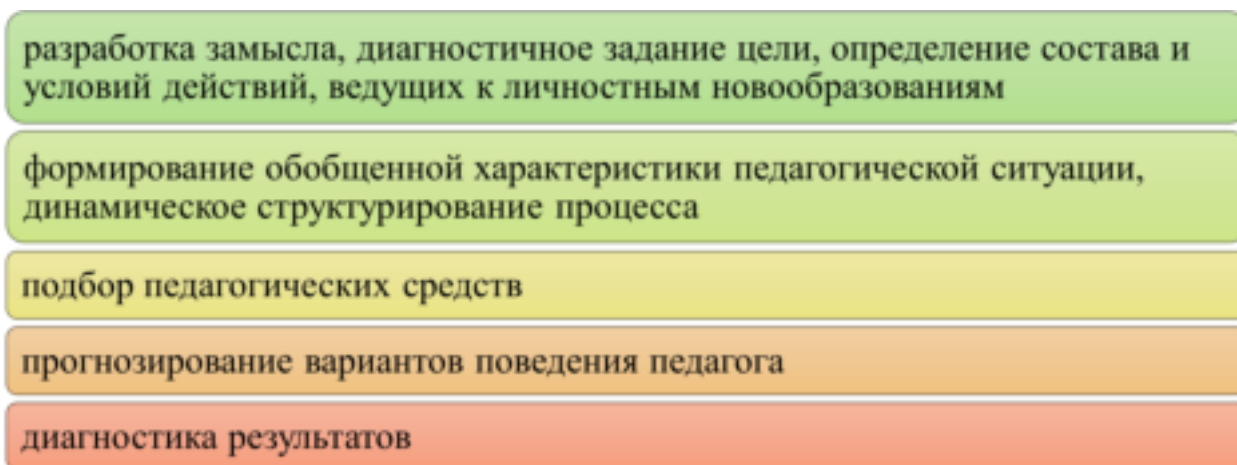 разработка замысла, диагностичное задание цели, определение состава и
условий действий, ведущих к личностным новообразованиям
формирование обобщенной характеристики педагогической ситуации,
динамическое структурирование процесса
подбор педагогических средств
прогнозирование вариантов поведения педагога
диагностика результатов